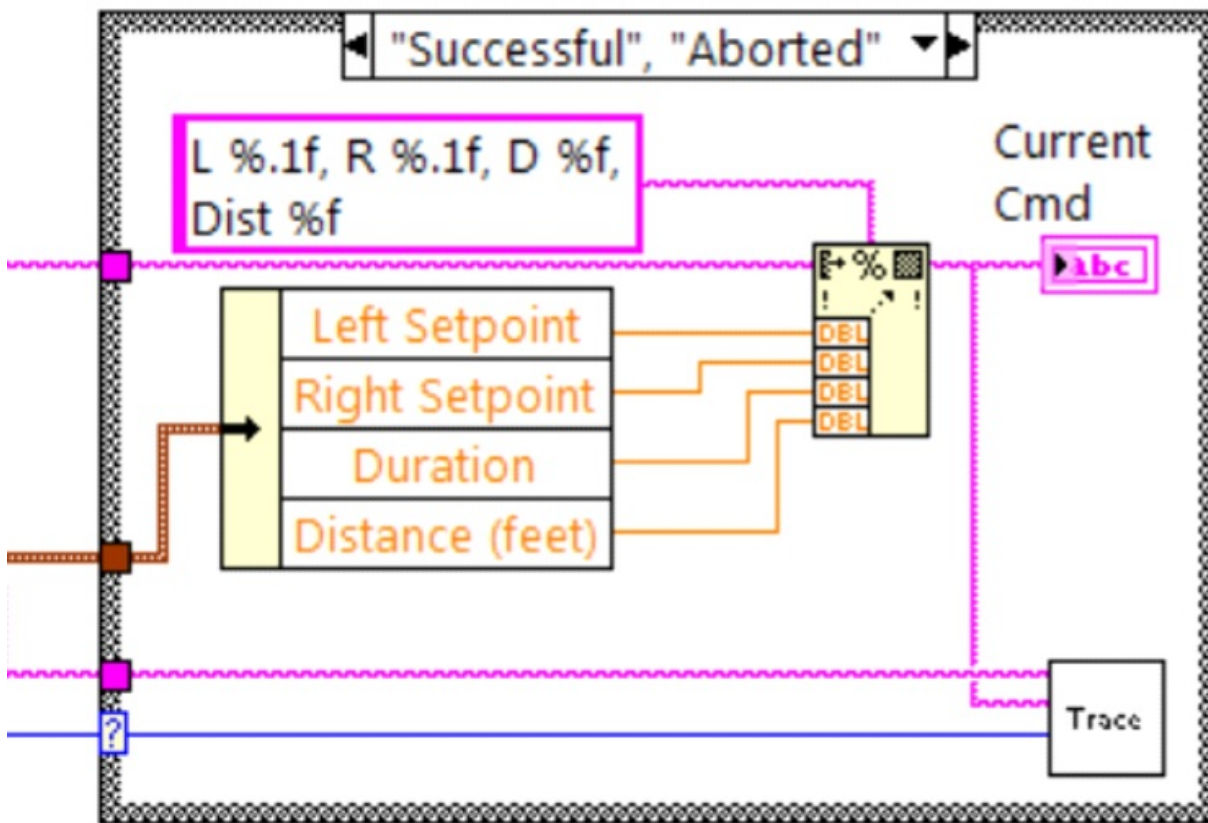 "Successful", "Aborted"
L %.1f, R %.1f, D %f,
Dist %f
Current
Cmd
% 
! !
abc
Left Setpoint
Right Setpoint
Duration
Distance (feet)
DBL
DBL
DBL
DBL
?
Trace